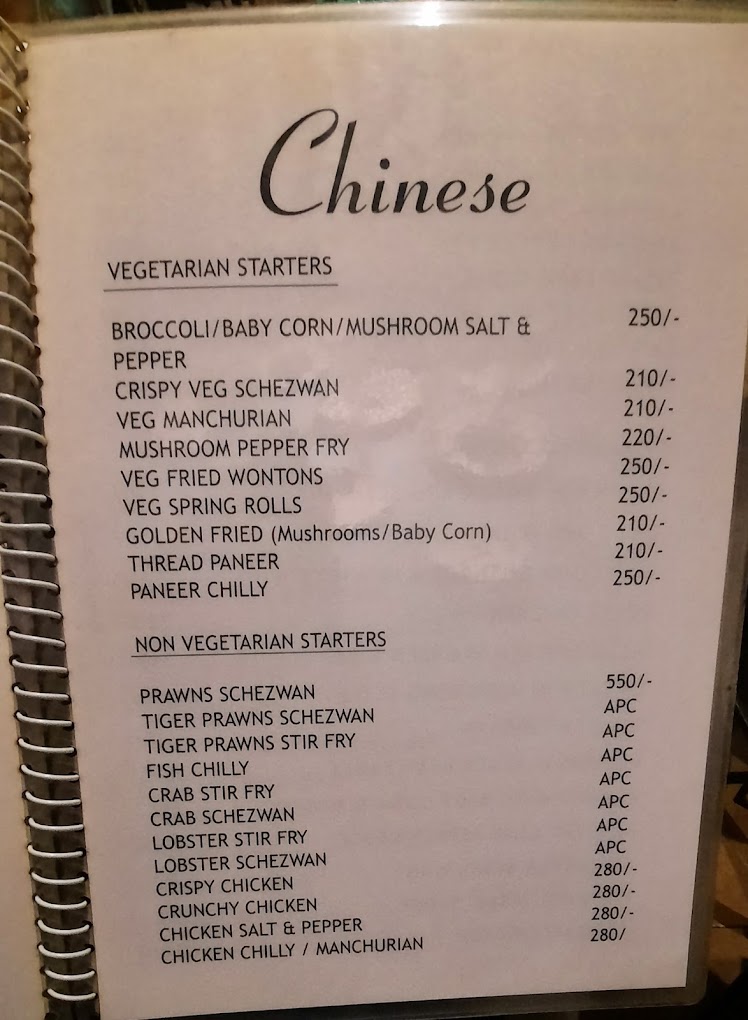 Chinese
VEGETARIAN STARTERS
BROCCOLI/BABY CORN/MUSHROOM SALT & 250/-
PEPPER
CRISPY VEG SCHEZWAN 210/-
VEG MANCHURIAN 210/-
MUSHROOM PEPPER FRY 220/-
VEG FRIED WONTONS 250/-
VEG SPRING ROLLS 250/-
GOLDEN FRIED (Mushrooms/Baby Corn) 210/-
THREAD PANEER 210/-
PANEER CHILLY 250/-
NON VEGETARIAN STARTERS
PRAWNS SCHEZWAN 550/-
TIGER PRAWNS SCHEZWAN APC
TIGER PRAWNS STIR FRY APC
FISH CHILLY APC
CRAB STIR FRY APC
CRAB SCHEZWAN APC
LOBSTER STIR FRY APC
LOBSTER SCHEZWAN APC
CRISPY CHICKEN 280/-
CRUNCHY CHICKEN 280/-
CHICKEN SALT & PEPPER 280/-
CHICKEN CHILLY / MANCHURIAN 280/